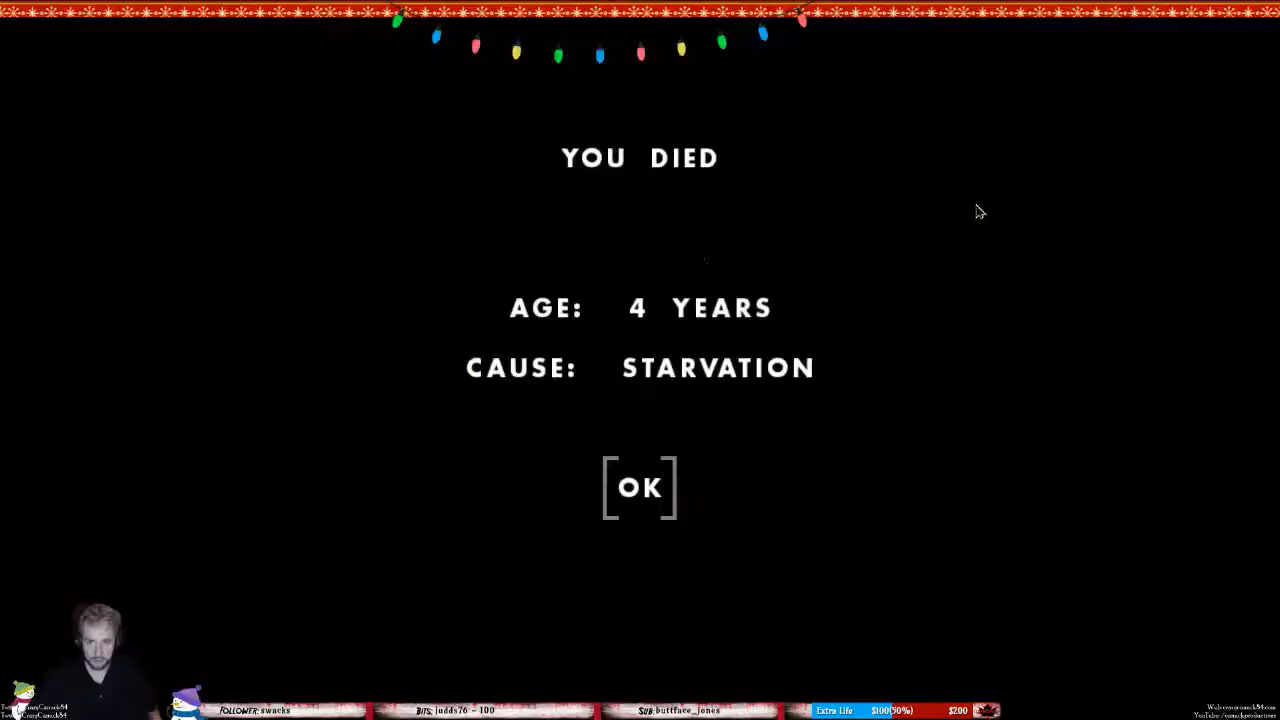 YOU DIED
AGE: 4 YEARS
CAUSE: STARVATION
OK
FOLLOWER: swacks
BITS: judds76 - 100
SUB: buttface_jones
Extra Life $100(50%) $200